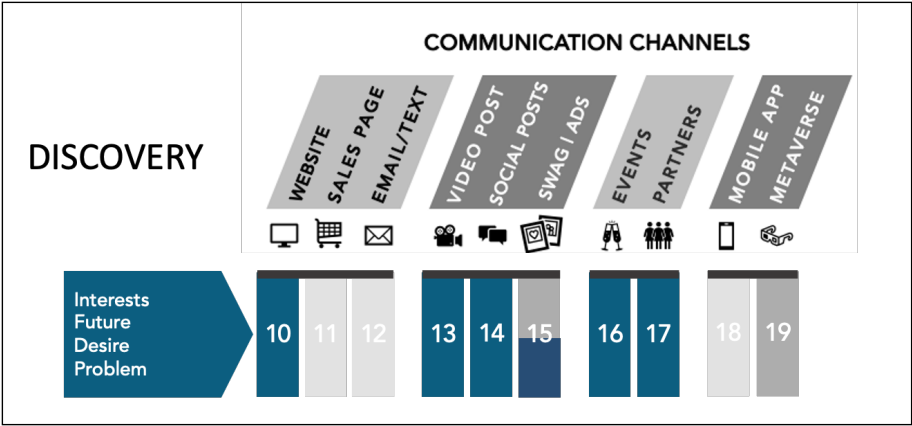 COMMUNICATION CHANNELS
DISCOVERY
WEBSITE
SALES PAGE
EMAIL/TEXT
VIDEO POST
SOCIAL POSTS
SWAG | ADS
EVENTS
PARTNERS
MOBILE APP
METAVERSE
Interests
Future
Desire
Problem
10 11 12 13 14 15 16 17 18 19